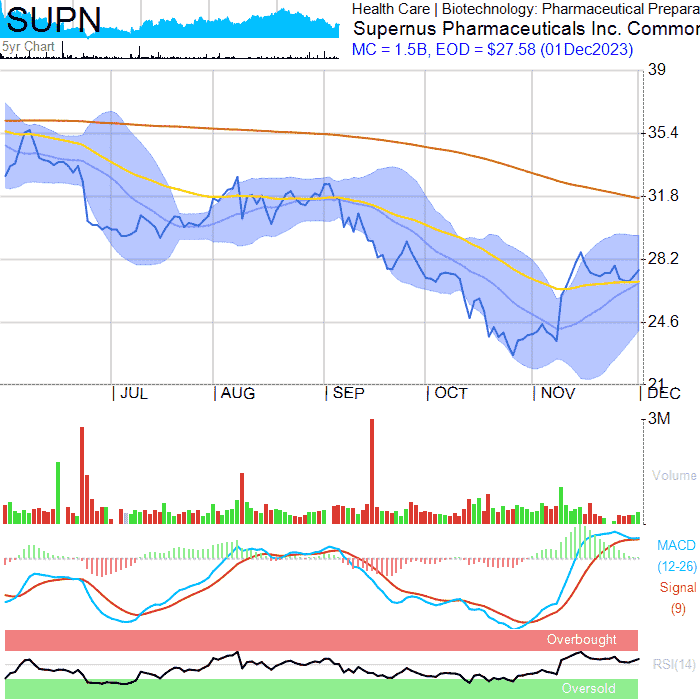 SUPN
5yr Chart
Health Care | Biotechnology: Pharmaceutical Prepara
Supernus Pharmaceuticals Inc. Common
MC = 1.5B, EOD = $27.58 (01Dec2023)
39
35.4
31.8
28.2
24.6
21
JUL AUG SEP OCT NOV DEC
3M
Volume
MACD
(12-26)
Signal
(9)
Overbought
RSI(14)
Oversold